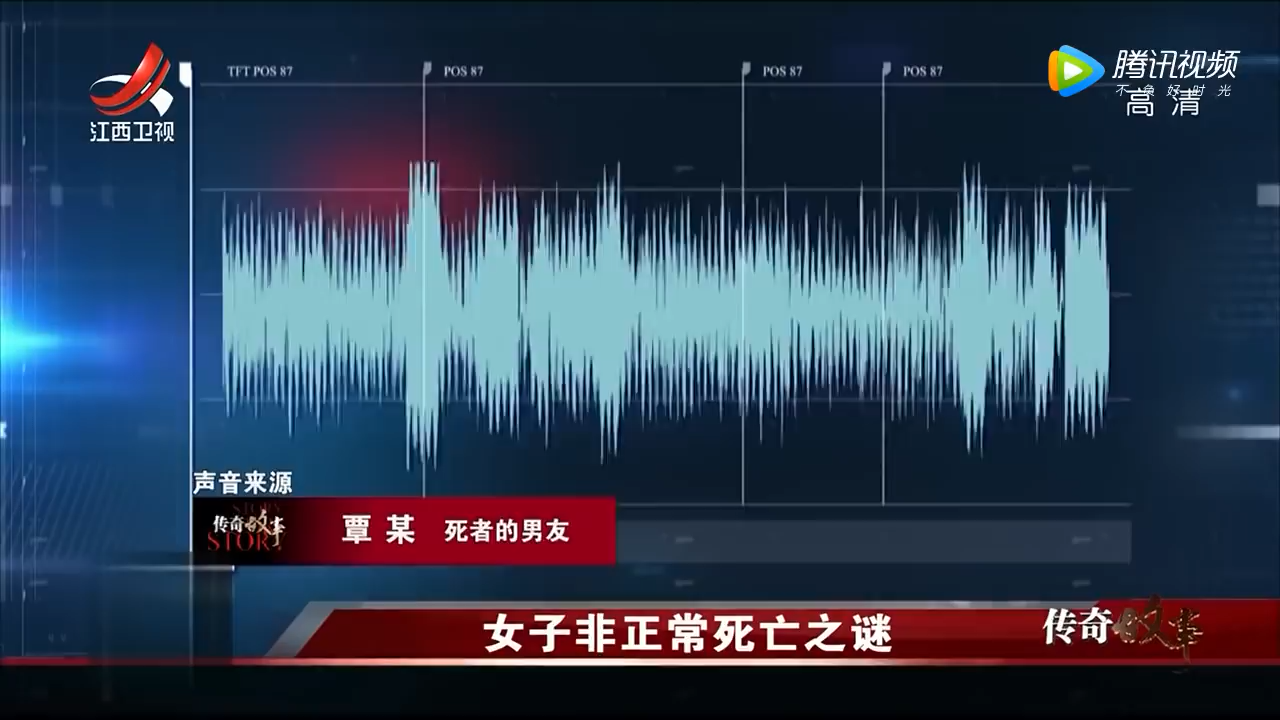 江西卫视
TFT POS 87
POS 87
POS 87
POS 87
腾讯视频
不负好时光
高清
声音来源
传奇故事
STORY
覃某 死者的男友
女子非正常死亡之谜
传奇故事